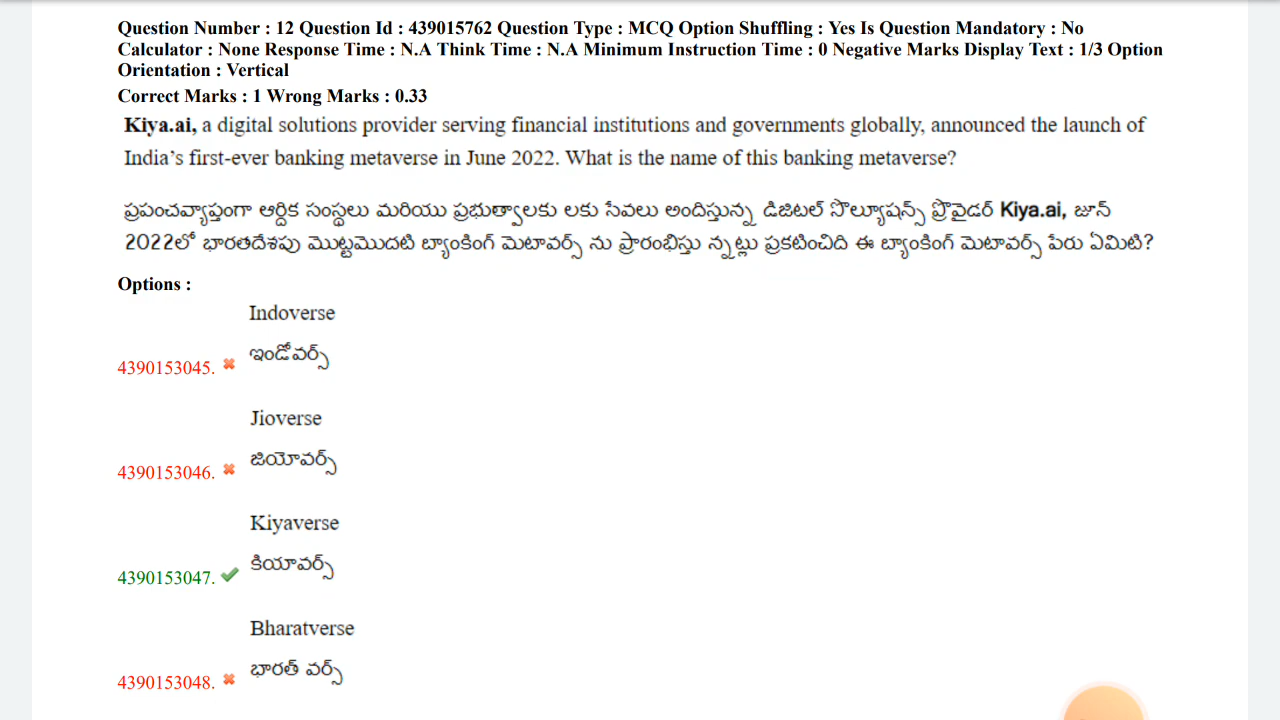 Question Number : 12 Question Id : 439015762 Question Type : MCQ Option Shuffling : Yes Is Question Mandatory : No
Calculator : None Response Time : N.A Think Time : N.A Minimum Instruction Time : 0 Negative Marks Display Text : 1/3 Option
Orientation : Vertical
Correct Marks : 1 Wrong Marks : 0.33
Kiya.ai, a digital solutions provider serving financial institutions and governments globally, announced the launch of
India's first-ever banking metaverse in June 2022. What is the name of this banking metaverse?
ప్రపంచవ్యాప్తంగా ఆర్దిక సంస్థలు మరియు ప్రభుత్వాలకు లకు సేవలు అందిస్తున్న డిజిటల్ సొల్యూషన్స్ ప్రొవైడర్ Kiya.ai, జూన్
2022లో భారతదేశపు మొట్టమొదటి బ్యాంకింగ్ మెటావర్స్ ను ప్రారంభిస్తు న్నట్లు ప్రకటించిది ఈ బ్యాంకింగ్ మెటావర్స్ పేరు ఏమిటి?
Options :
Indoverse
ఇండోవర్స్
4390153045.
Jioverse
జియోవర్స్
4390153046.
Kiyaverse
కియావర్స్
4390153047.
Bharatverse
భారత్ వర్స్
4390153048.